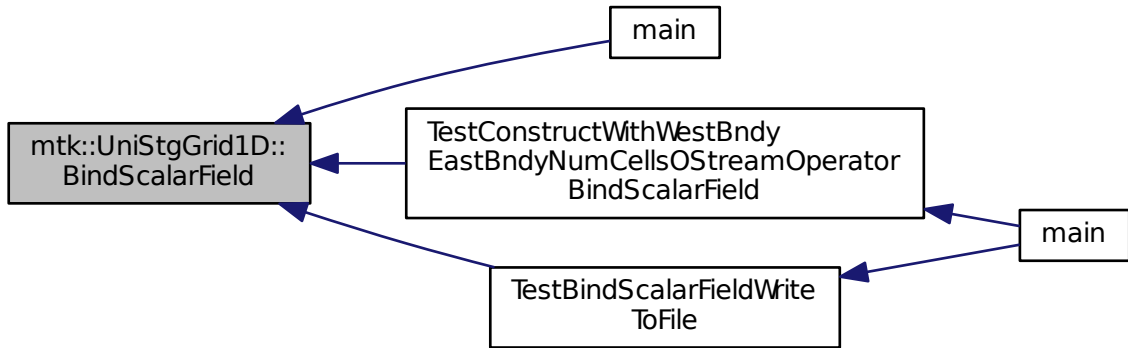 main
mtk::UniStgGrid1D::
BindScalarField
TestConstructWithWestBndy
EastBndyNumCellsOStreamOperator
BindScalarField
main
TestBindScalarFieldWrite
ToFile